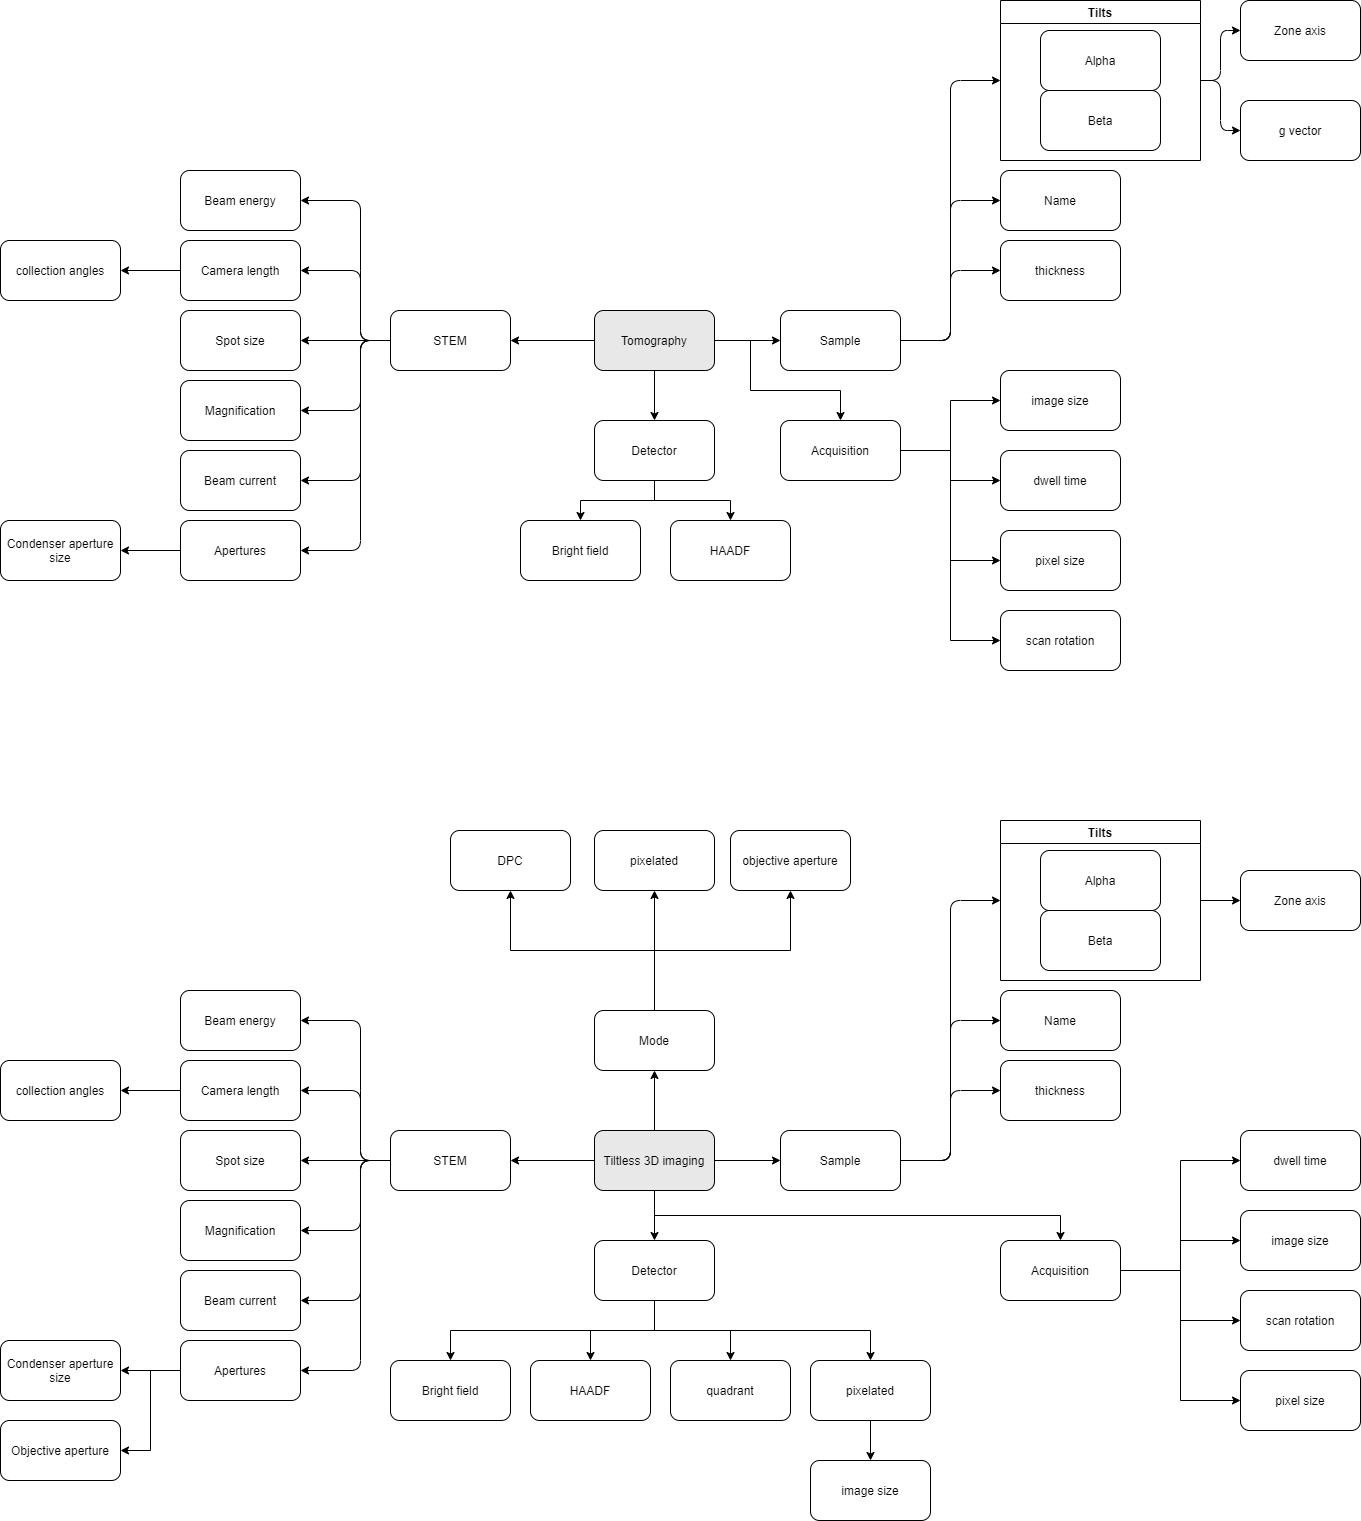 Tilts
Zone axis
Alpha
Beta
g vector
Beam energy
Name
collection angles
Camera length
thickness
Spot size
STEM
Tomography
Sample
Magnification
image size
Beam current
Detector
Acquisition
dwell time
Condenser aperture
size
Apertures
Bright field
HAADF
pixel size
scan rotation
Tilts
DPC
pixelated
objective aperture
Alpha
Zone axis
Beta
Beam energy
Mode
Name
collection angles
Camera length
thickness
Spot size
STEM
Tiltless 3D imaging
Sample
dwell time
Magnification
image size
Beam current
Detector
Acquisition
scan rotation
Condenser aperture
size
Apertures
Bright field
HAADF
quadrant
pixelated
pixel size
Objective aperture
image size